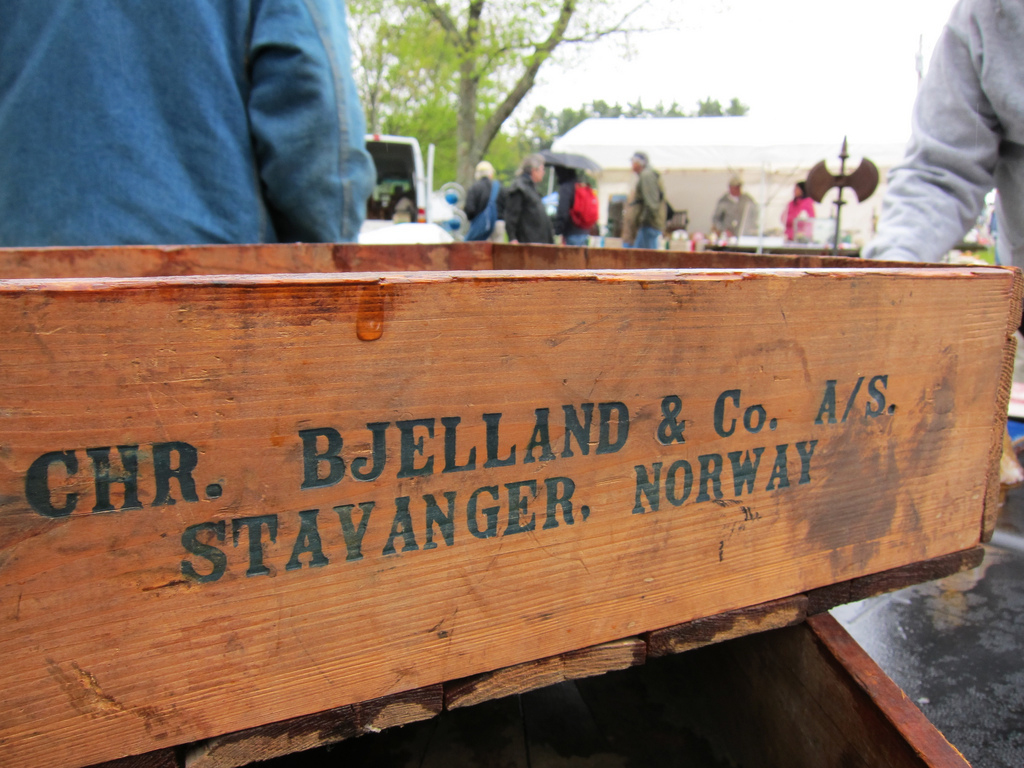 CHR. BJELLAND & Co. A/S.
STAVANGER, NORWAY